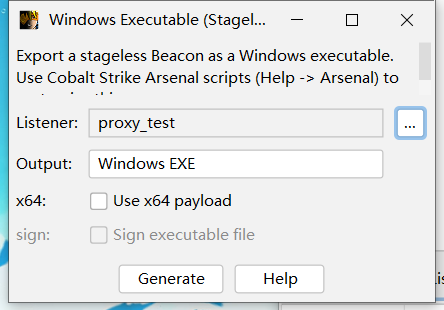 Windows Executable (Stagel...
Export a stageless Beacon as a Windows executable.
Use Cobalt Strike Arsenal scripts (Help -> Arsenal) to
Listener: proxy_test ...
Output: Windows EXE
x64: Use x64 payload
sign: Sign executable file
Generate Help